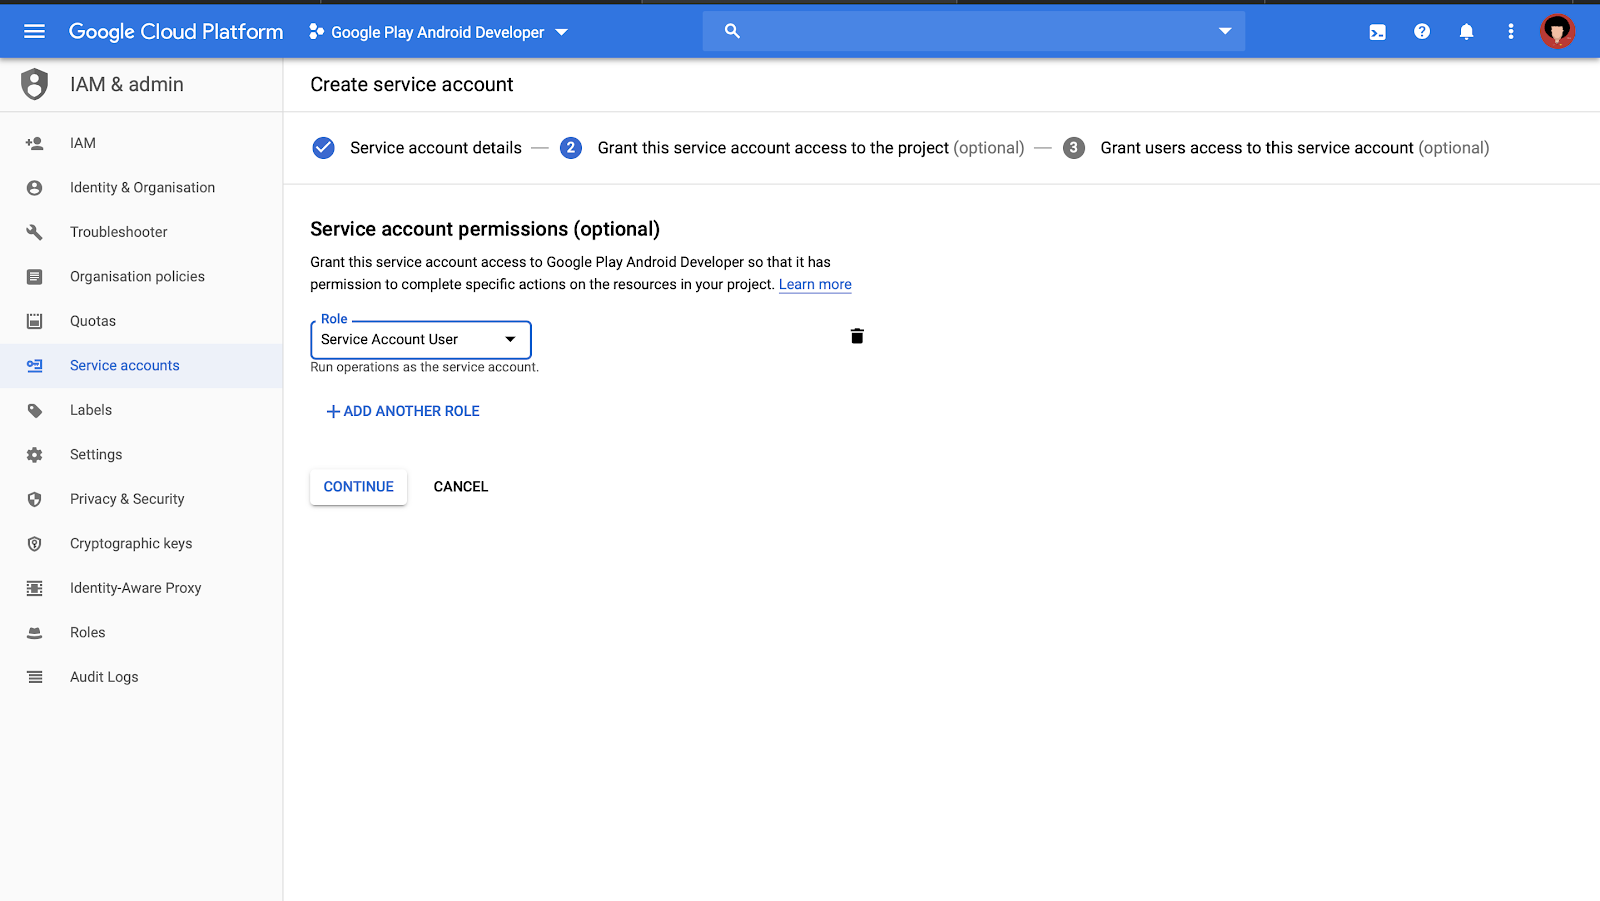 Google Cloud Platform
Google Play Android Developer
IAM & admin
Create service account
Service account details
2
Grant this service account access to the project (optional)
3
Grant users access to this service account (optional)
IAM
Identity & Organisation
Troubleshooter
Organisation policies
Quotas
Service accounts
Labels
Settings
Privacy & Security
Cryptographic keys
Identity-Aware Proxy
Roles
Audit Logs
Service account permissions (optional)
Grant this service account access to Google Play Android Developer so that it has
permission to complete specific actions on the resources in your project. Learn more
Role
Service Account User
Run operations as the service account.
ADD ANOTHER ROLE
CONTINUE
CANCEL